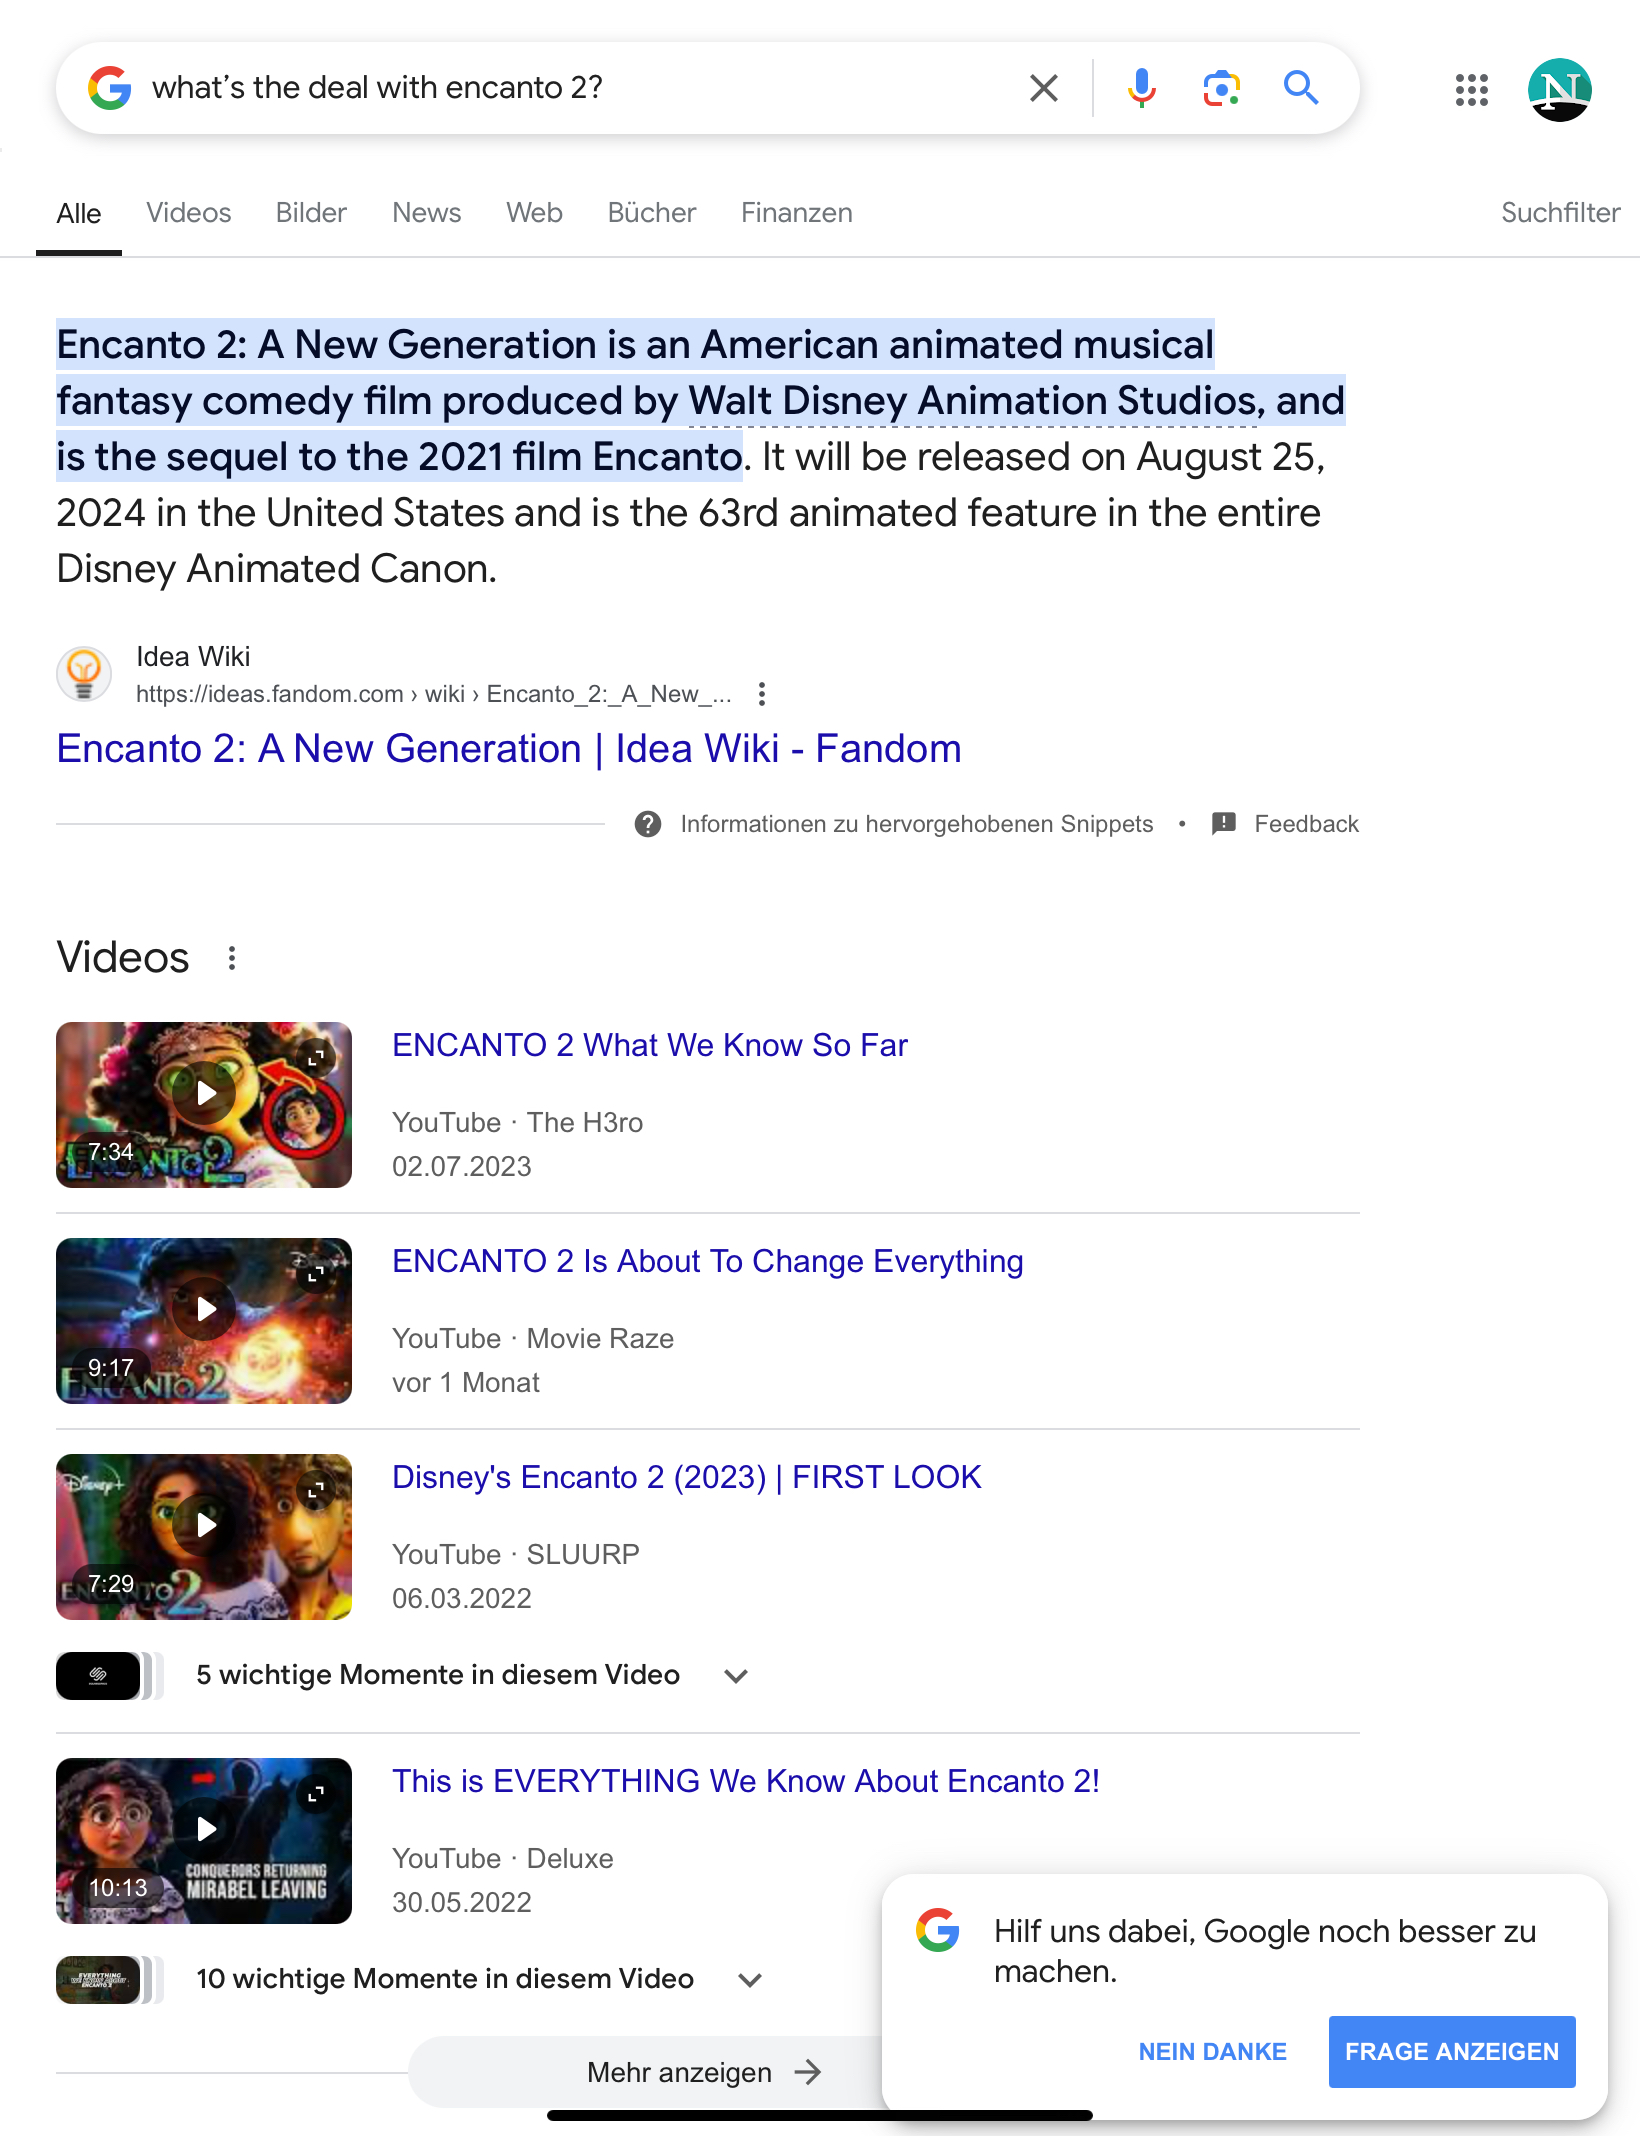 what’s the deal with encanto 2?
N
Alle Videos Bilder News Web Bücher Finanzen Suchfilter
Encanto 2: A New Generation is an American animated musical
fantasy comedy film produced by Walt Disney Animation Studios, and
is the sequel to the 2021 film Encanto. It will be released on August 25,
2024 in the United States and is the 63rd animated feature in the entire
Disney Animated Canon.
Idea Wiki
https://ideas.fandom.com › wiki › Encanto_2:_A_New_...
Encanto 2: A New Generation | Idea Wiki - Fandom
Informationen zu hervorgehobenen Snippets • Feedback
Videos
ENCANTO 2
7:34
ENCANTO 2 What We Know So Far
YouTube · The H3ro
02.07.2023
Disney+
ENCANTO 2
9:17
ENCANTO 2 Is About To Change Everything
YouTube · Movie Raze
vor 1 Monat
Disney+
ENCANTO 2
7:29
Disney's Encanto 2 (2023) | FIRST LOOK
YouTube · SLUURP
06.03.2022
5 wichtige Momente in diesem Video
CONQUERORS RETURNING
MIRABEL LEAVING
10:13
This is EVERYTHING We Know About Encanto 2!
YouTube · Deluxe
30.05.2022
EVERYTHING
WE KNOW ABOUT
ENCANTO 2
10 wichtige Momente in diesem Video
Mehr anzeigen
Hilf uns dabei, Google noch besser zu
machen.
NEIN DANKE FRAGE ANZEIGEN